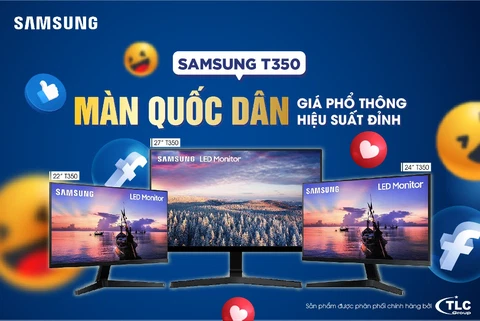 SAMSUNG
SAMSUNG T350
MÀN QUỐC DÂN
GIÁ PHỔ THÔNG
HIỆU SUẤT ĐỈNH
27" T350
SAMSUNG LED Monitor
22" T350
SAMSUNG
LED Monitor
24" T350
SAMSUNG
LED Monitor
Sản phẩm được phân phối chính hãng bởi
TLC
Group